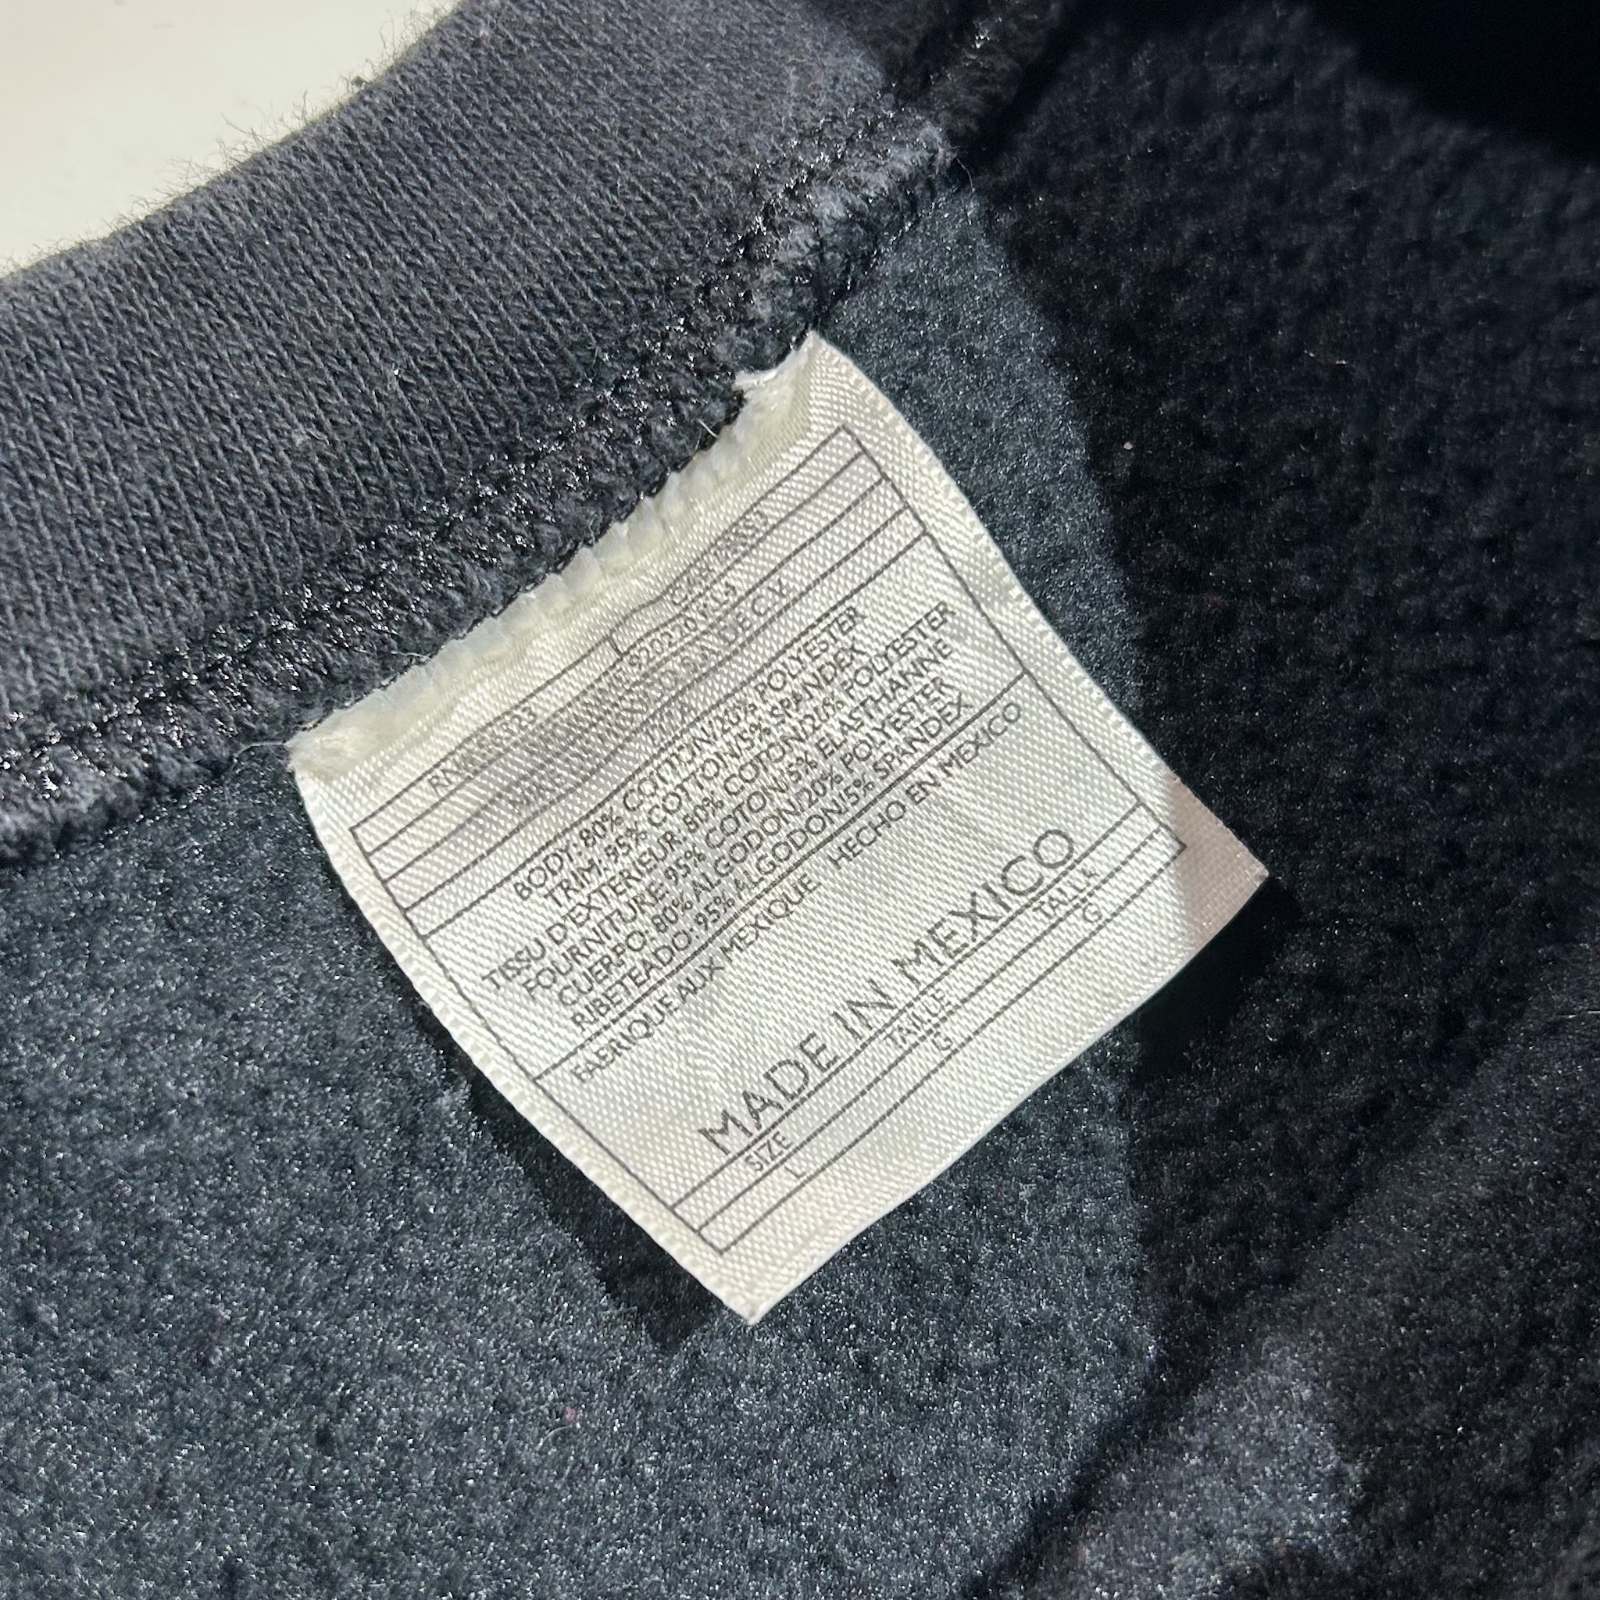 BODY: 80% COTTON/20% POLYESTER
TRIM: 95% COTTON/5% SPANDEX
TISSU D'EXTERIEUR: 80% COTON/20% POLYESTER
FOURNITURE: 95% COTON/5% ELASTHANNE
CUERPO: 80% ALGODON/20% POLYESTER
RIBETEADO: 95% ALGODON/5% SPANDEX
FABRIQUE AUX MEXIQUE HECHO EN MEXICO
MADE IN MEXICO
SIZE TAILLE TALLA
L G G